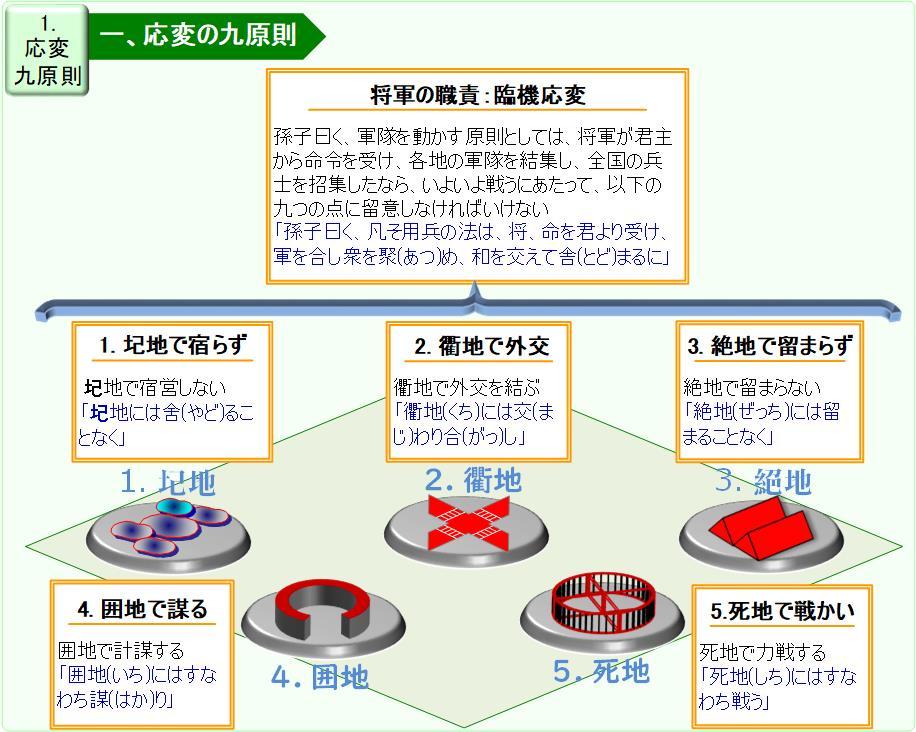 1.
応変
九原則
一、応変の九原則
将軍の職責：臨機応変
孫子曰く、軍隊を動かす原則としては、将軍が君主
から命令を受け、各地の軍隊を結集し、全国の兵
士を招集したなら、いよいよ戦うにあたって、以下の
九つの点に留意しなければいけない
「孫子曰く、凡そ用兵の法は、将、命を君より受け、
軍を合し衆を聚(あつ)め、和を交えて舎(とど)まるに」
1. 圮地で宿らず
圮地で宿営しない
「圮地には舎(やど)るこ
となく」
2. 衢地で外交
衢地で外交を結ぶ
「衢地(くち)には交(ま
じ)わり合(がっ)し」
3. 絶地で留まらず
絶地で留まらない
「絶地(ぜっち)には留
まることなく」
1. 圮地
2. 衢地
3. 絕地
4. 囲地で謀る
囲地で計謀する
「囲地(いち)にはすな
わち謀(はか)り」
5.死地で戦かい
死地で力戦する
「死地(しち)にはすな
わち戦う」
4. 囲地
5. 死地